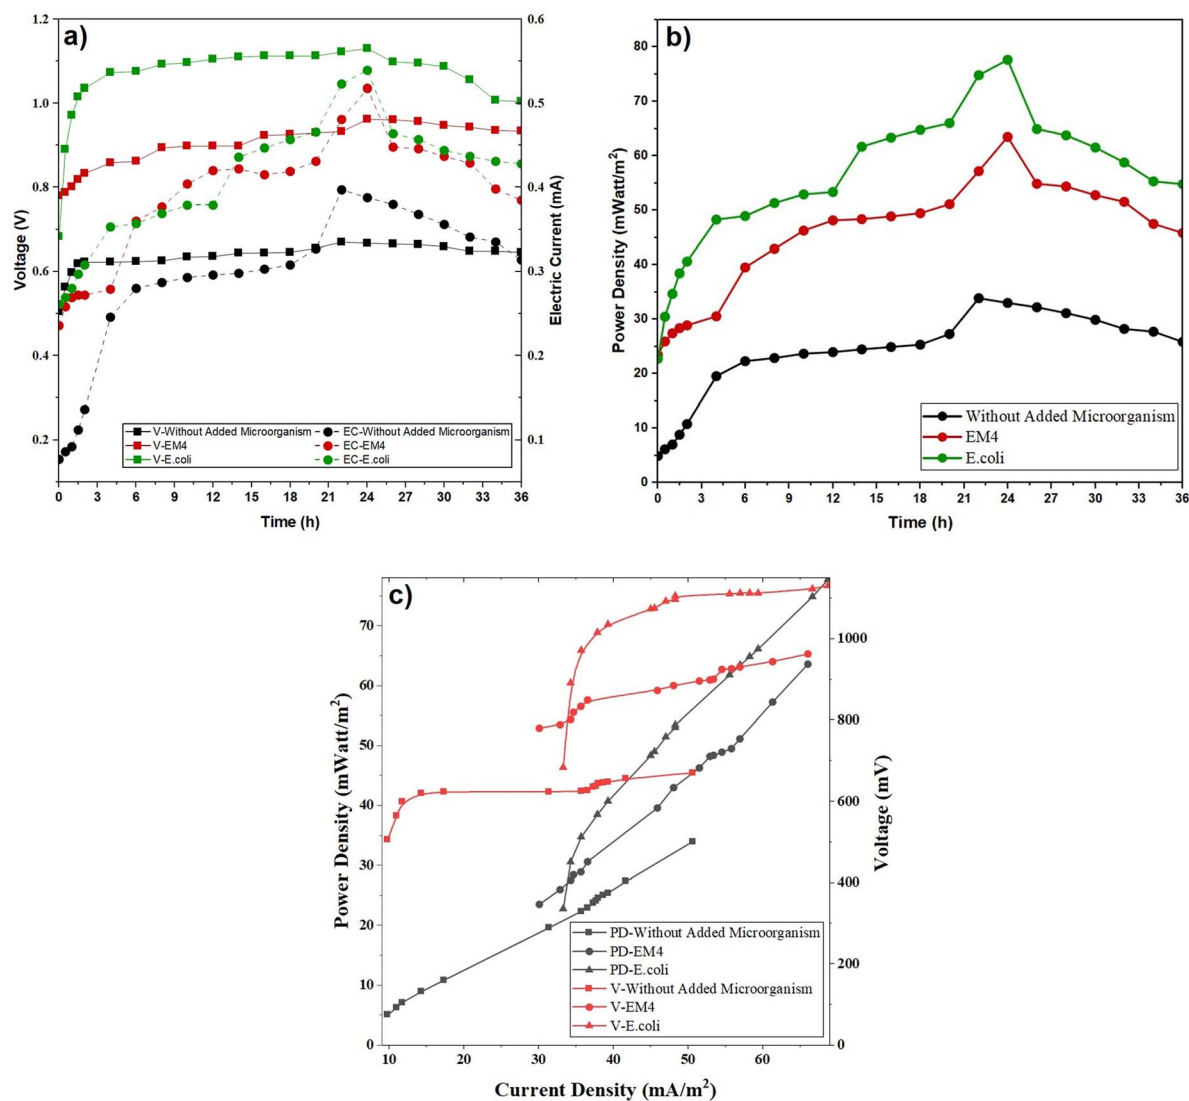 a)
1.2
1.0
0.8
0.6
0.4
0.2
Voltage (V)
0.6
0.5
0.4
0.3
0.2
0.1
Electric Current (mA)
V-Without Added Microorganism
V-EM4
V-E.coli
EC-Without Added Microorganism
EC-EM4
EC-E.coli
0 3 6 9 12 15 18 21 24 27 30 33 36
Time (h)
b)
80
70
60
50
40
30
20
10
0
Power Density (mWatt/m²)
Without Added Microorganism
EM4
E.coli
0 3 6 9 12 15 18 21 24 27 30 33 36
Time (h)
c)
70
60
50
40
30
20
10
0
Power Density (mWatt/m²)
1000
800
600
400
200
0
Voltage (mV)
PD-Without Added Microorganism
PD-EM4
PD-E.coli
V-Without Added Microorganism
V-EM4
V-E.coli
10 20 30 40 50 60
Current Density (mA/m²)